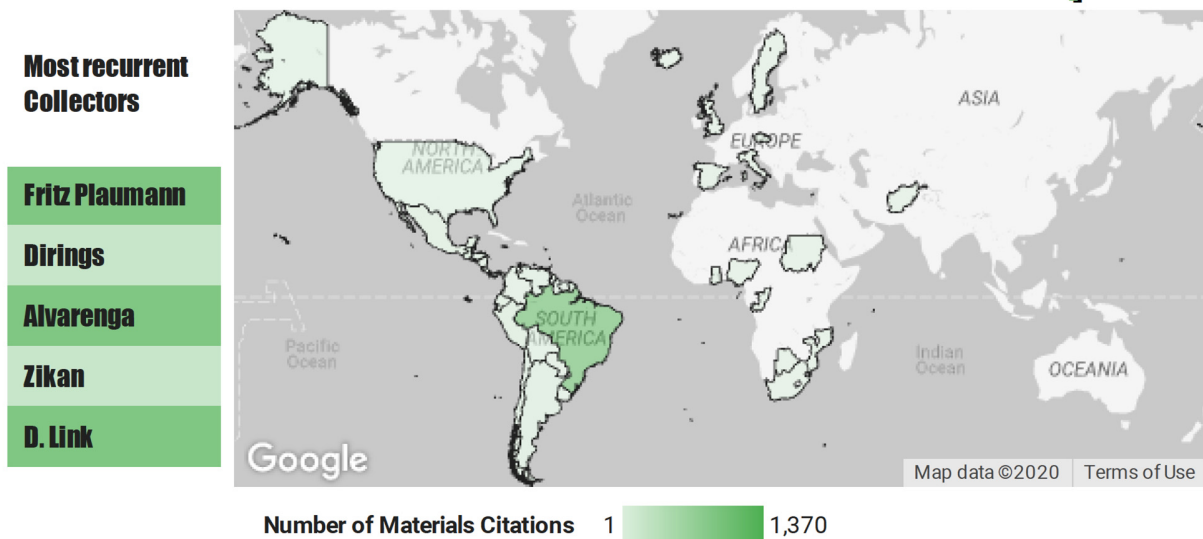 Most recurrent
Collectors
Fritz Plaumann
Dirings
Alvarenga
Zikan
D. Link
ASIA
NORTH
AMERICA
EUROPE
Atlantic
Ocean
AFRICA
SOUTH
AMERICA
Pacific
Ocean
Indian
Ocean
OCEANIA
Google
Map data ©2020
Terms of Use
Number of Materials Citations 1 1,370